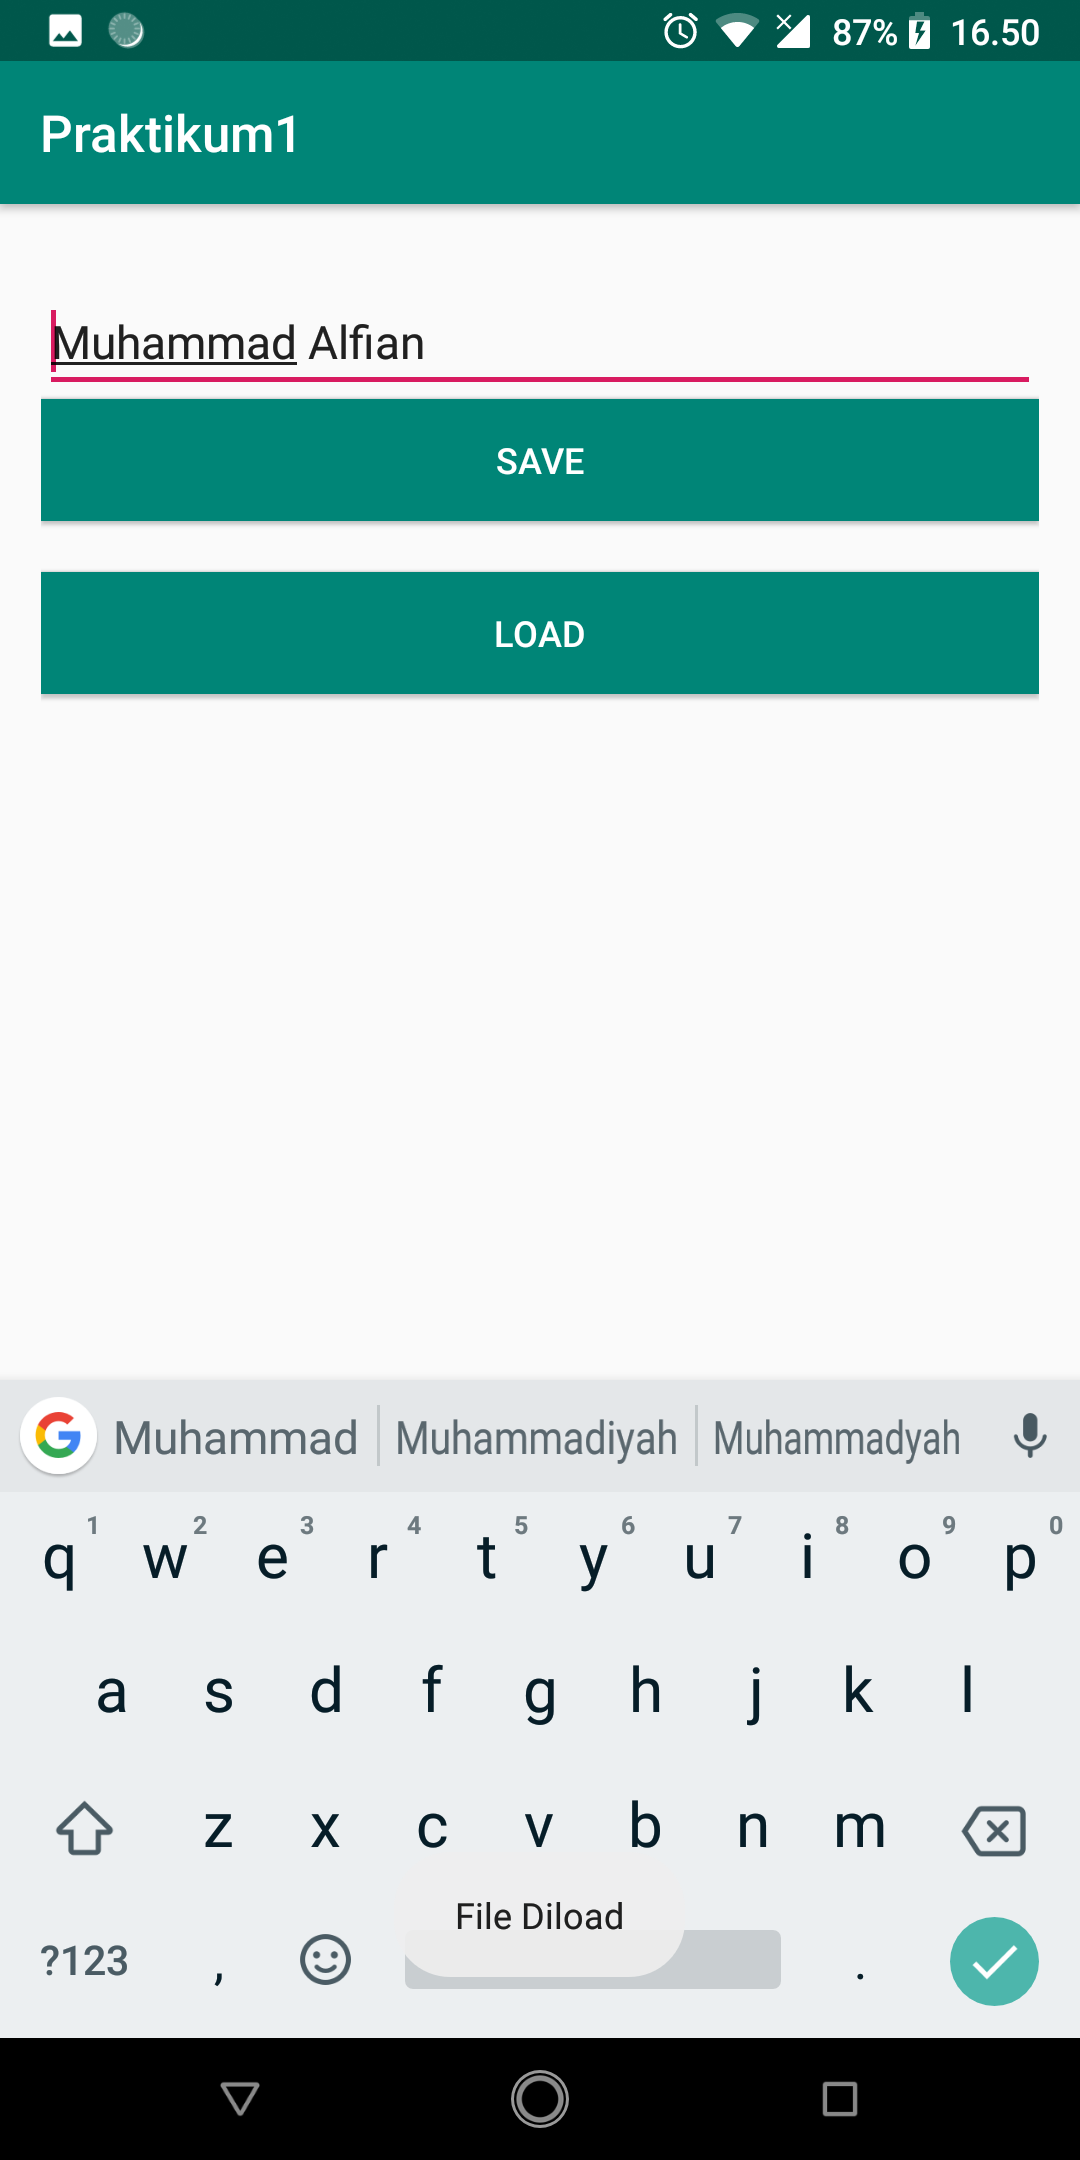 87% 16.50
Praktikum1
Muhammad Alfian
SAVE
LOAD
G Muhammad Muhammadiyah Muhammadyah
1 2 3 4 5 6 7 8 9 0
q w e r t y u i o p
a s d f g h j k l
z x c v b n m
File Diload
?123 , .